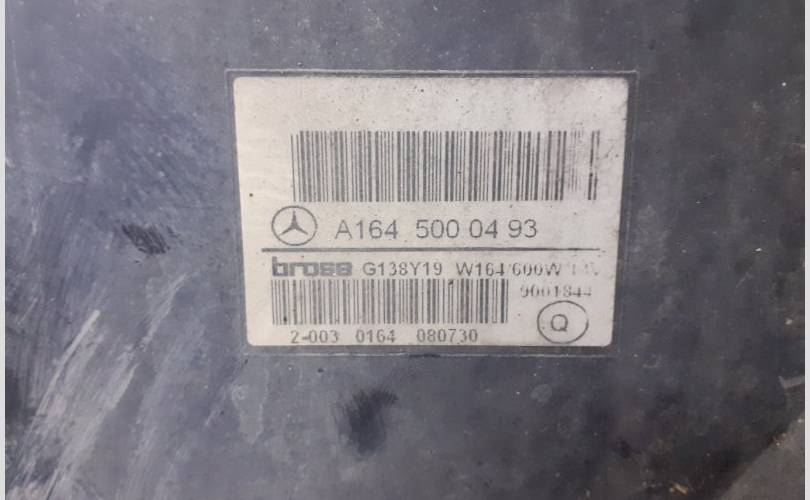 A164 500 04 93
brose G138Y19 W164/600W
9001844
Q
2-003 0164 080730